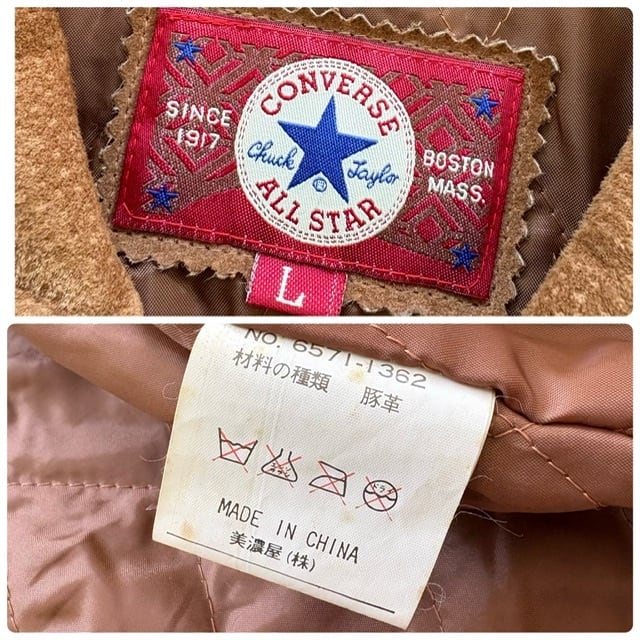 CONVERSE
SINCE
1917
Chuck Taylor
®
BOSTON
MASS.
ALL STAR
L
NO. 6571-1362
材料の種類 豚革
MADE IN CHINA
美濃屋(株)